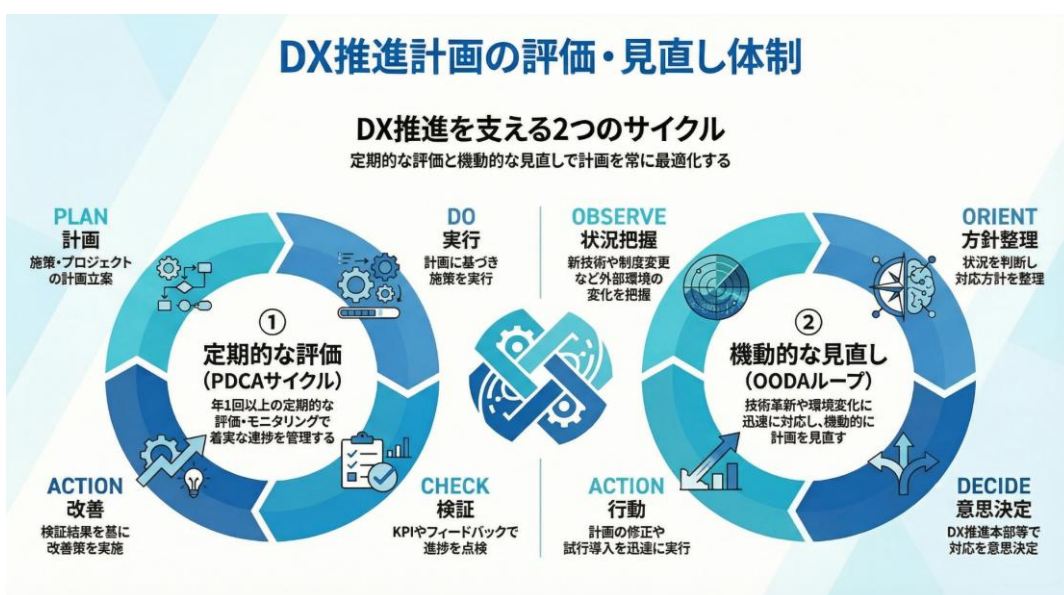 DX推進計画の評価・見直し体制
DX推進を支える2つのサイクル
定期的な評価と機動的な見直しで計画を常に最適化する
PLAN
計画
施策・プロジェクト
の計画立案
DO
実行
計画に基づき
施策を実行
①
定期的な評価
（PDCAサイクル）
年1回以上の定期的な
評価・モニタリングで
着実な連捗を管理する
ACTION
改善
検証結果を基に
改善策を実施
CHECK
検証
KPIやフィードバックで
進捗を点検
OBSERVE
状況把握
新技術や制度変更
など外部環境の
変化を把握
ORIENT
方針整理
状況を判断し
対応方針を整理
②
機動的な見直し
（OODAループ）
技術革新や環境変化に
迅速に対応し、機動的に
計画を見直す
ACTION
行動
計画の修正や
試行導入を迅速に実行
DECIDE
意思決定
DX推進本部等で
対応を意思決定